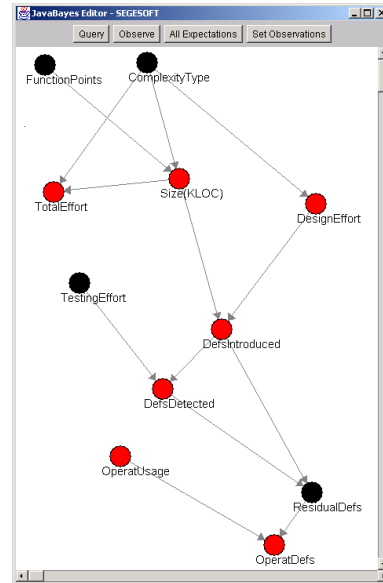 JavaBayes Editor - SEGESOFT
Query Observe All Expectations Set Observations
FunctionPoints ComplexityType
TotalEffort Size(KLOC)
DesignEffort
TestingEffort
DefsIntroduced
DefsDetected
OperatUsage
ResidualDefs
OperatDefs